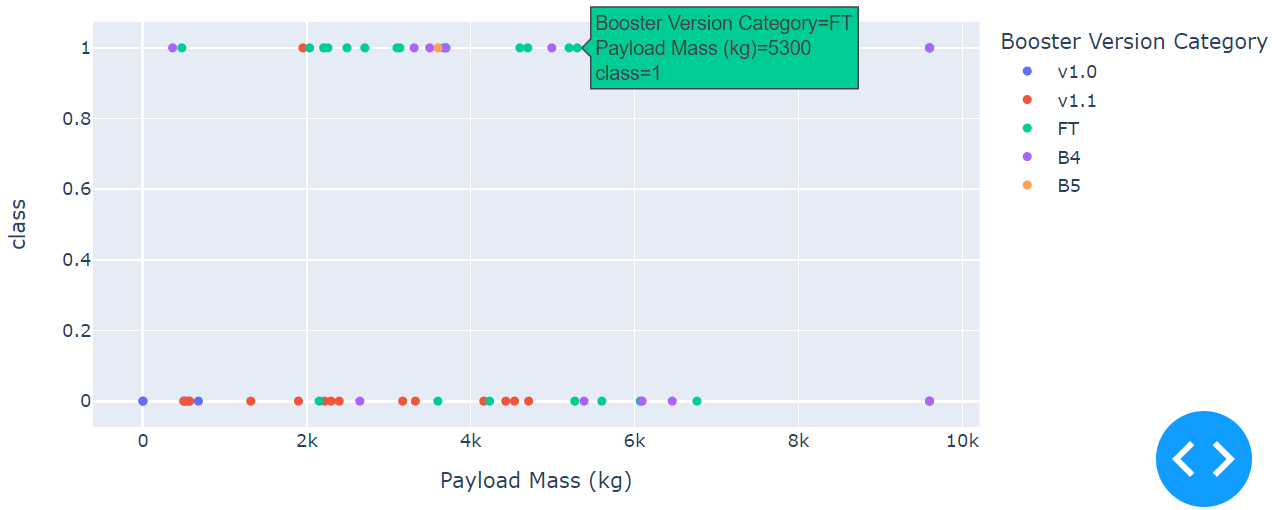 Booster Version Category=FT
Payload Mass (kg)=5300
class=1
Booster Version Category
v1.0
v1.1
FT
B4
B5
1
0.8
0.6
0.4
0.2
0
class
0 2k 4k 6k 8k 10k
Payload Mass (kg)